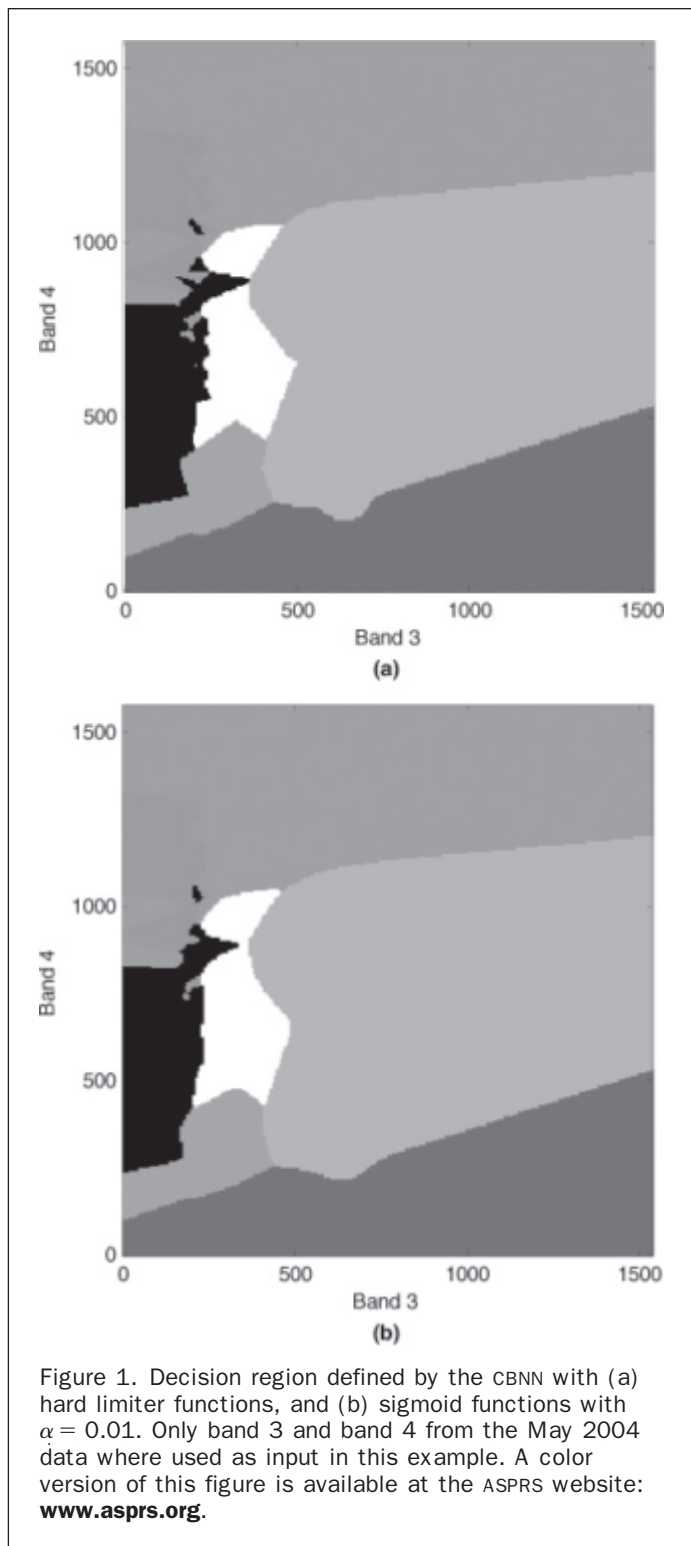 1500
1000
500
0
Band 4
0
500
1000
1500
Band 3
(a)
1500
1000
500
0
Band 4
0
500
1000
1500
Band 3
(b)
Figure 1. Decision region defined by the CBNN with (a)
hard limiter functions, and (b) sigmoid functions with
α = 0.01. Only band 3 and band 4 from the May 2004
data where used as input in this example. A color
version of this figure is available at the ASPRS website:
www.asprs.org.